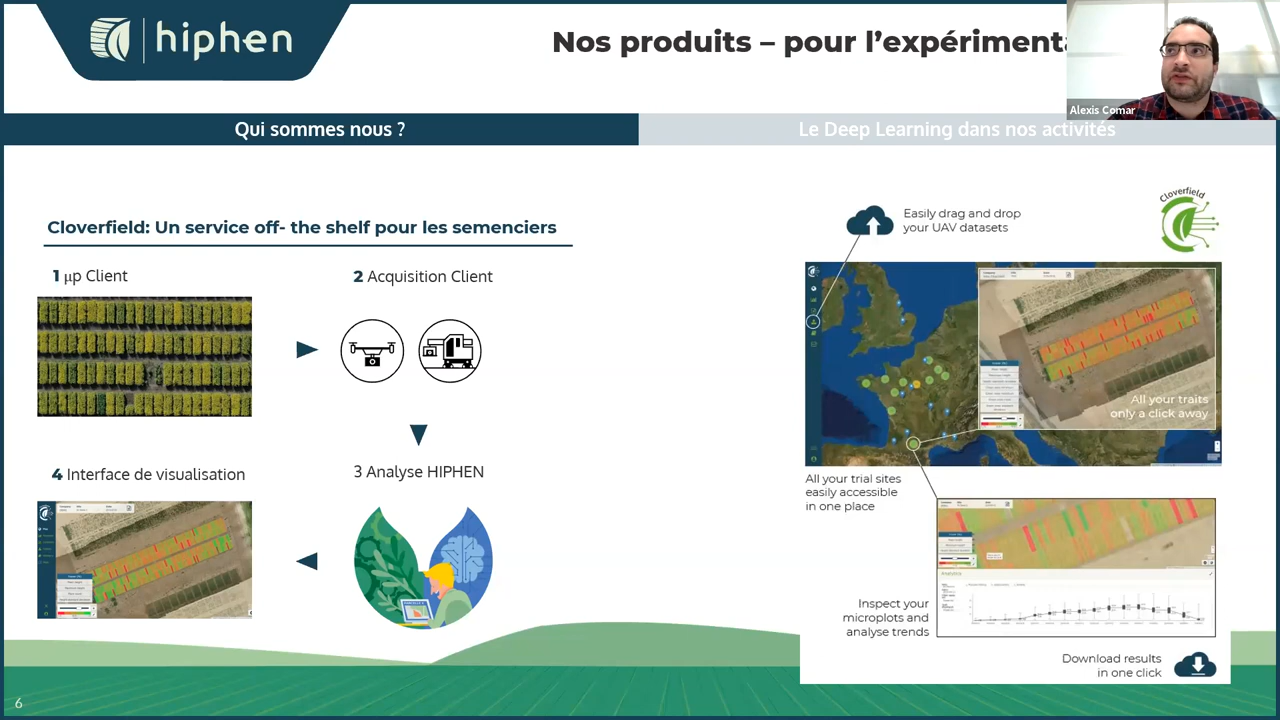 hiphen
Nos produits – pour l'expériment
Alexis Comar
Qui sommes nous ?
Le Deep Learning dans nos activités
Cloverfield: Un service off- the shelf pour les semenciers
1 µp Client
2 Acquisition Client
4 Interface de visualisation
3 Analyse HIPHEN
Cloverfield
Easily drag and drop
your UAV datasets
All your traits
only a click away
All your trial sites
easily accessible
in one place
Analytics
Inspect your
microplots and
analyse trends
Download results
in one click
6